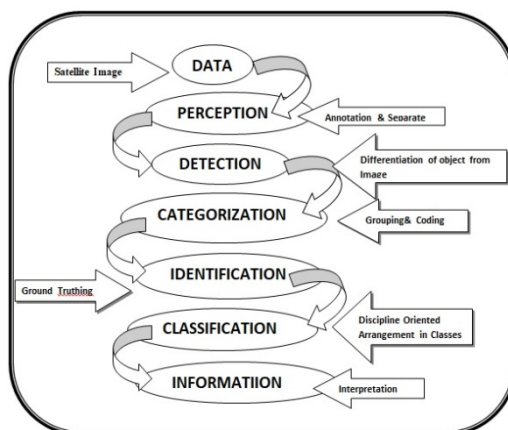 Satellite Image
DATA
PERCEPTION
Annotation & Separate
DETECTION
Differentiation of object from
Image
CATEGORIZATION
Grouping& Coding
IDENTIFICATION
Ground Truthing
CLASSIFICATION
Discipline Oriented
Arrangement in Classes
INFORMATIION
Interpretation